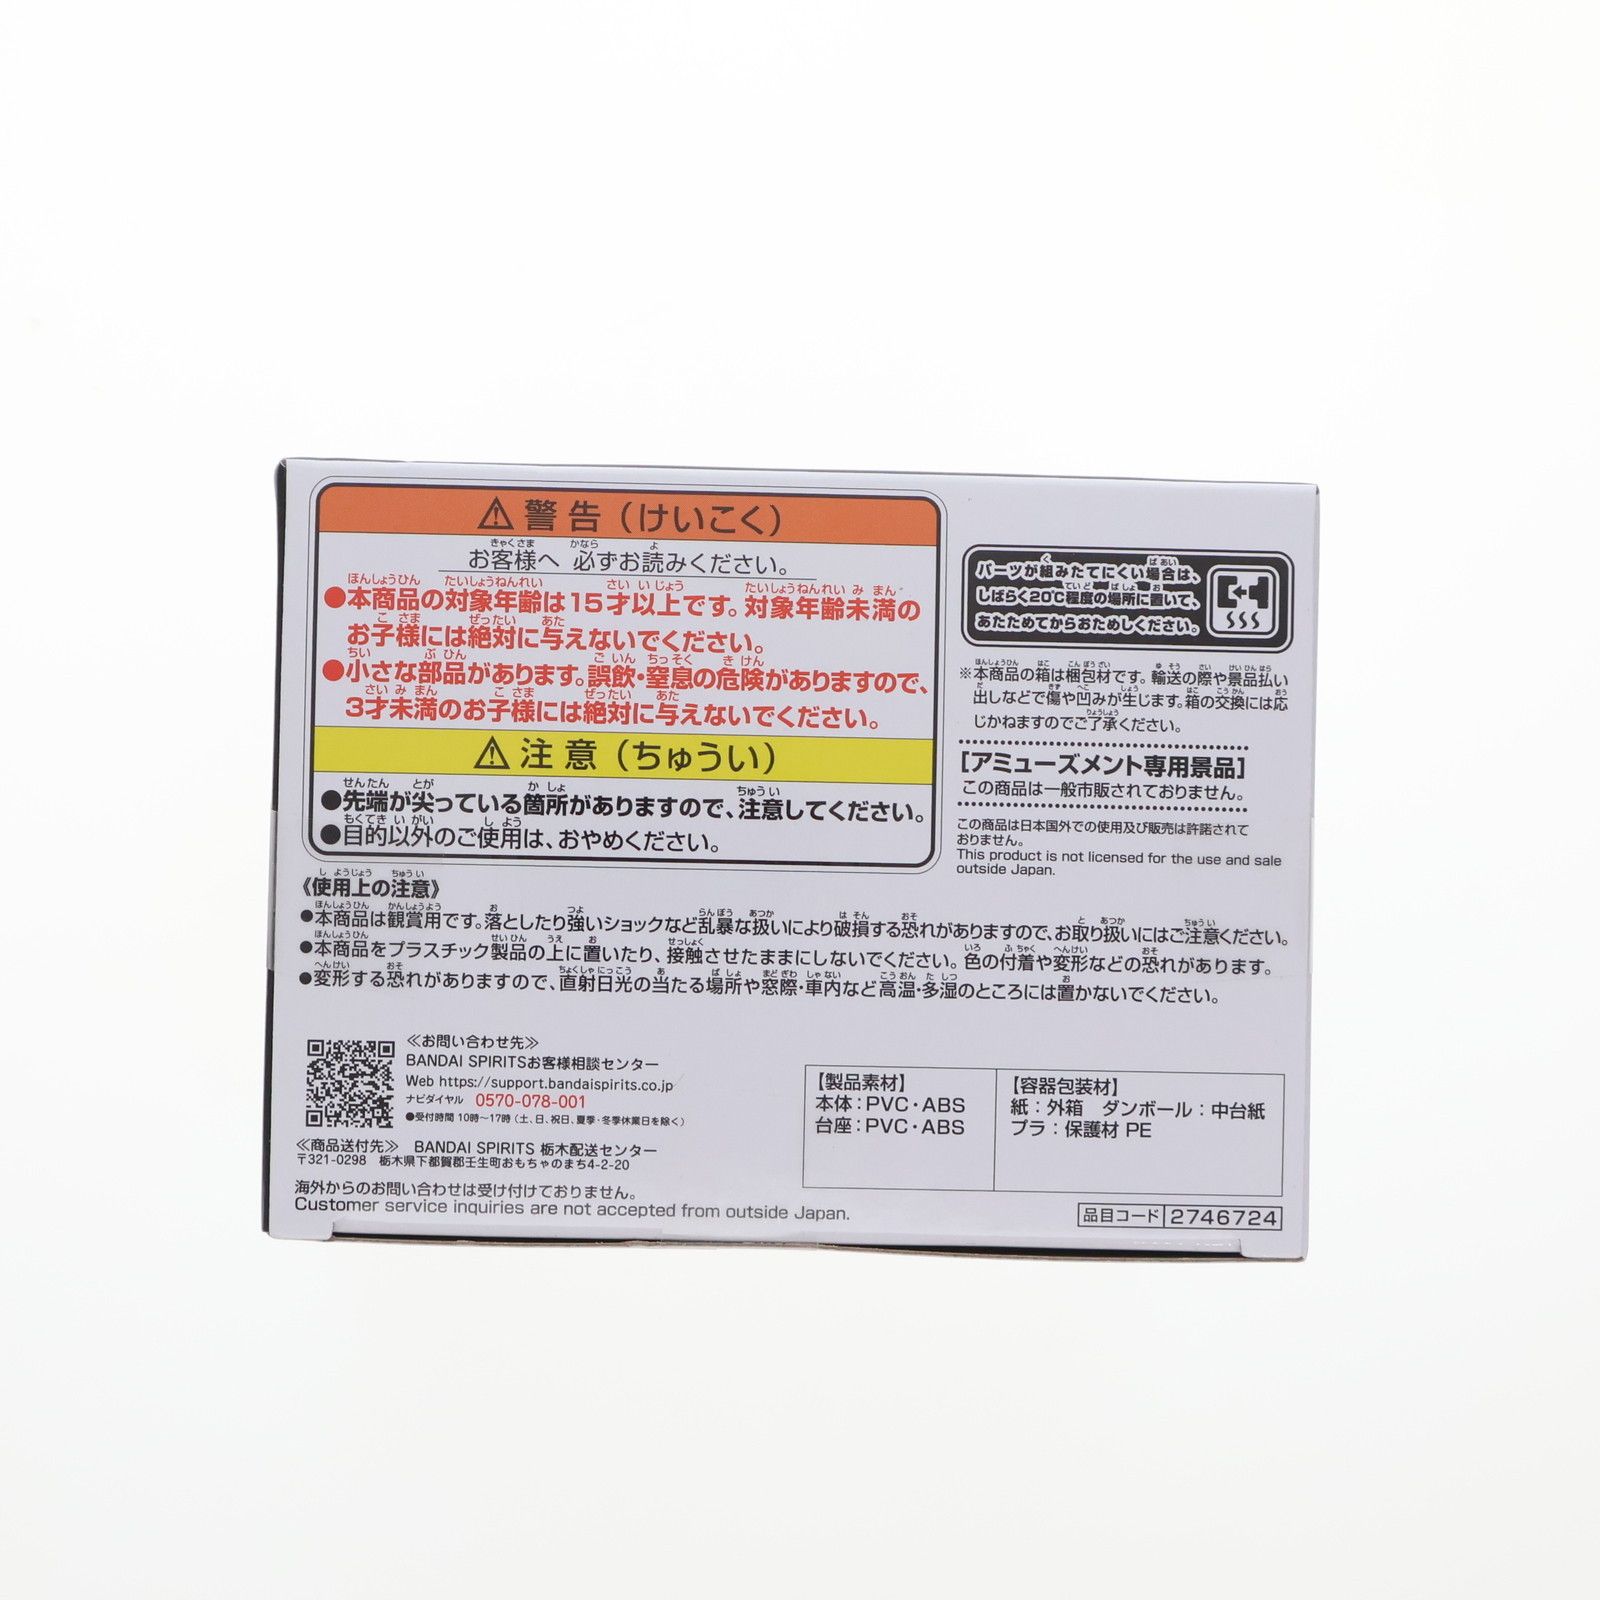 ⚠警告（けいこく）
お客様へ 必ずお読みください。
●本商品の対象年齢は15才以上です。対象年齢未満の
お子様には絶対に与えないでください。
●小さな部品があります。誤飲・窒息の危険がありますので、
3才未満のお子様には絶対に与えないでください。
⚠注意（ちゅうい）
●先端が尖っている箇所がありますので、注意してください。
●目的以外のご使用は、おやめください。
パーツが組みたてにくい場合は、
しばらく20℃程度の場所に置いて、
あたためてからおためしください。
※本商品の箱は梱包材です。輸送の際や景品払い
出しなどで傷や凹みが生じます。箱の交換には応
じかねますのでご了承ください。
[アミューズメント専用景品]
この商品は一般市販されておりません。
この商品は日本国外での使用及び販売は許諾されて
おりません。
This product is not licensed for the use and sale
outside Japan.
《使用上の注意》
●本商品は観賞用です。落としたり強いショックなど乱暴な扱いにより破損する恐れがありますので、お取り扱いにはご注意ください。
●本商品をプラスチック製品の上に置いたり、接触させたままにしないでください。色の付着や変形などの恐れがあります。
●変形する恐れがありますので、直射日光の当たる場所や窓際・車内など高温・多湿のところには置かないでください。
≪お問い合わせ先≫
BANDAI SPIRITSお客様相談センター
Web https://support.bandaispirits.co.jp/
ナビダイヤル 0570-078-001
●受付時間 10時～17時（土、日、祝日、夏季・冬季休業日を除く）
≪商品送付先≫ BANDAI SPIRITS 栃木配送センター
〒321-0298 栃木県下都賀郡壬生町おもちゃのまち4-2-20
海外からのお問い合わせは受け付けておりません。
Customer service inquiries are not accepted from outside Japan.
【製品素材】
本体：PVC・ABS
台座：PVC・ABS
【容器包装材】
紙：外箱 ダンボール：中台紙
プラ：保護材 PE
品目コード 2746724